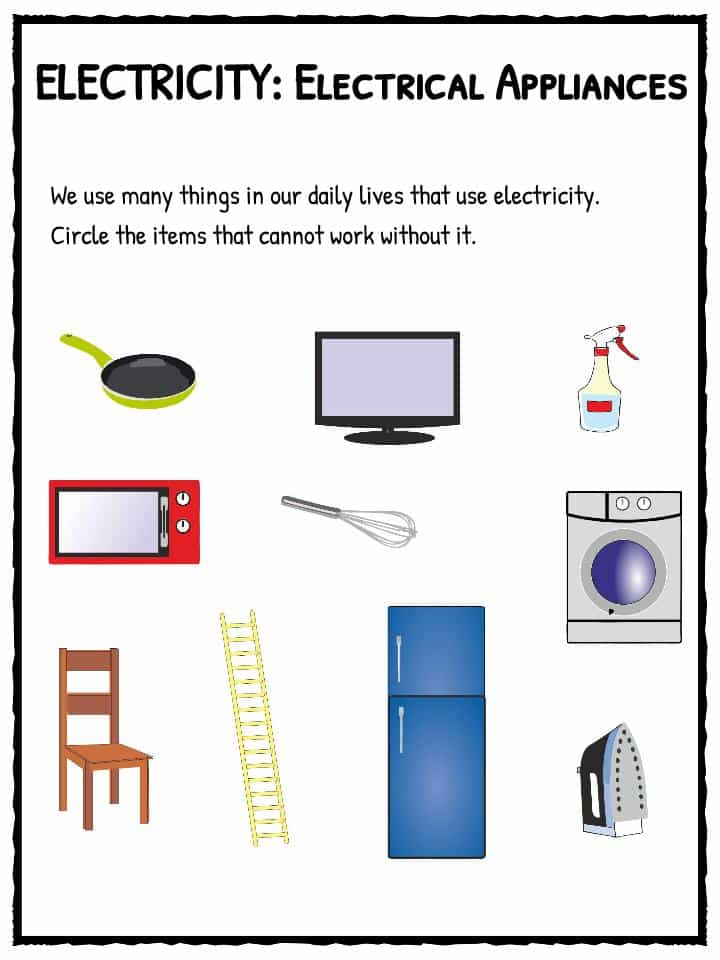 ELECTRICITY: ELECTRICAL APPLIANCES
We use many things in our daily lives that use electricity.
Circle the items that cannot work without it.